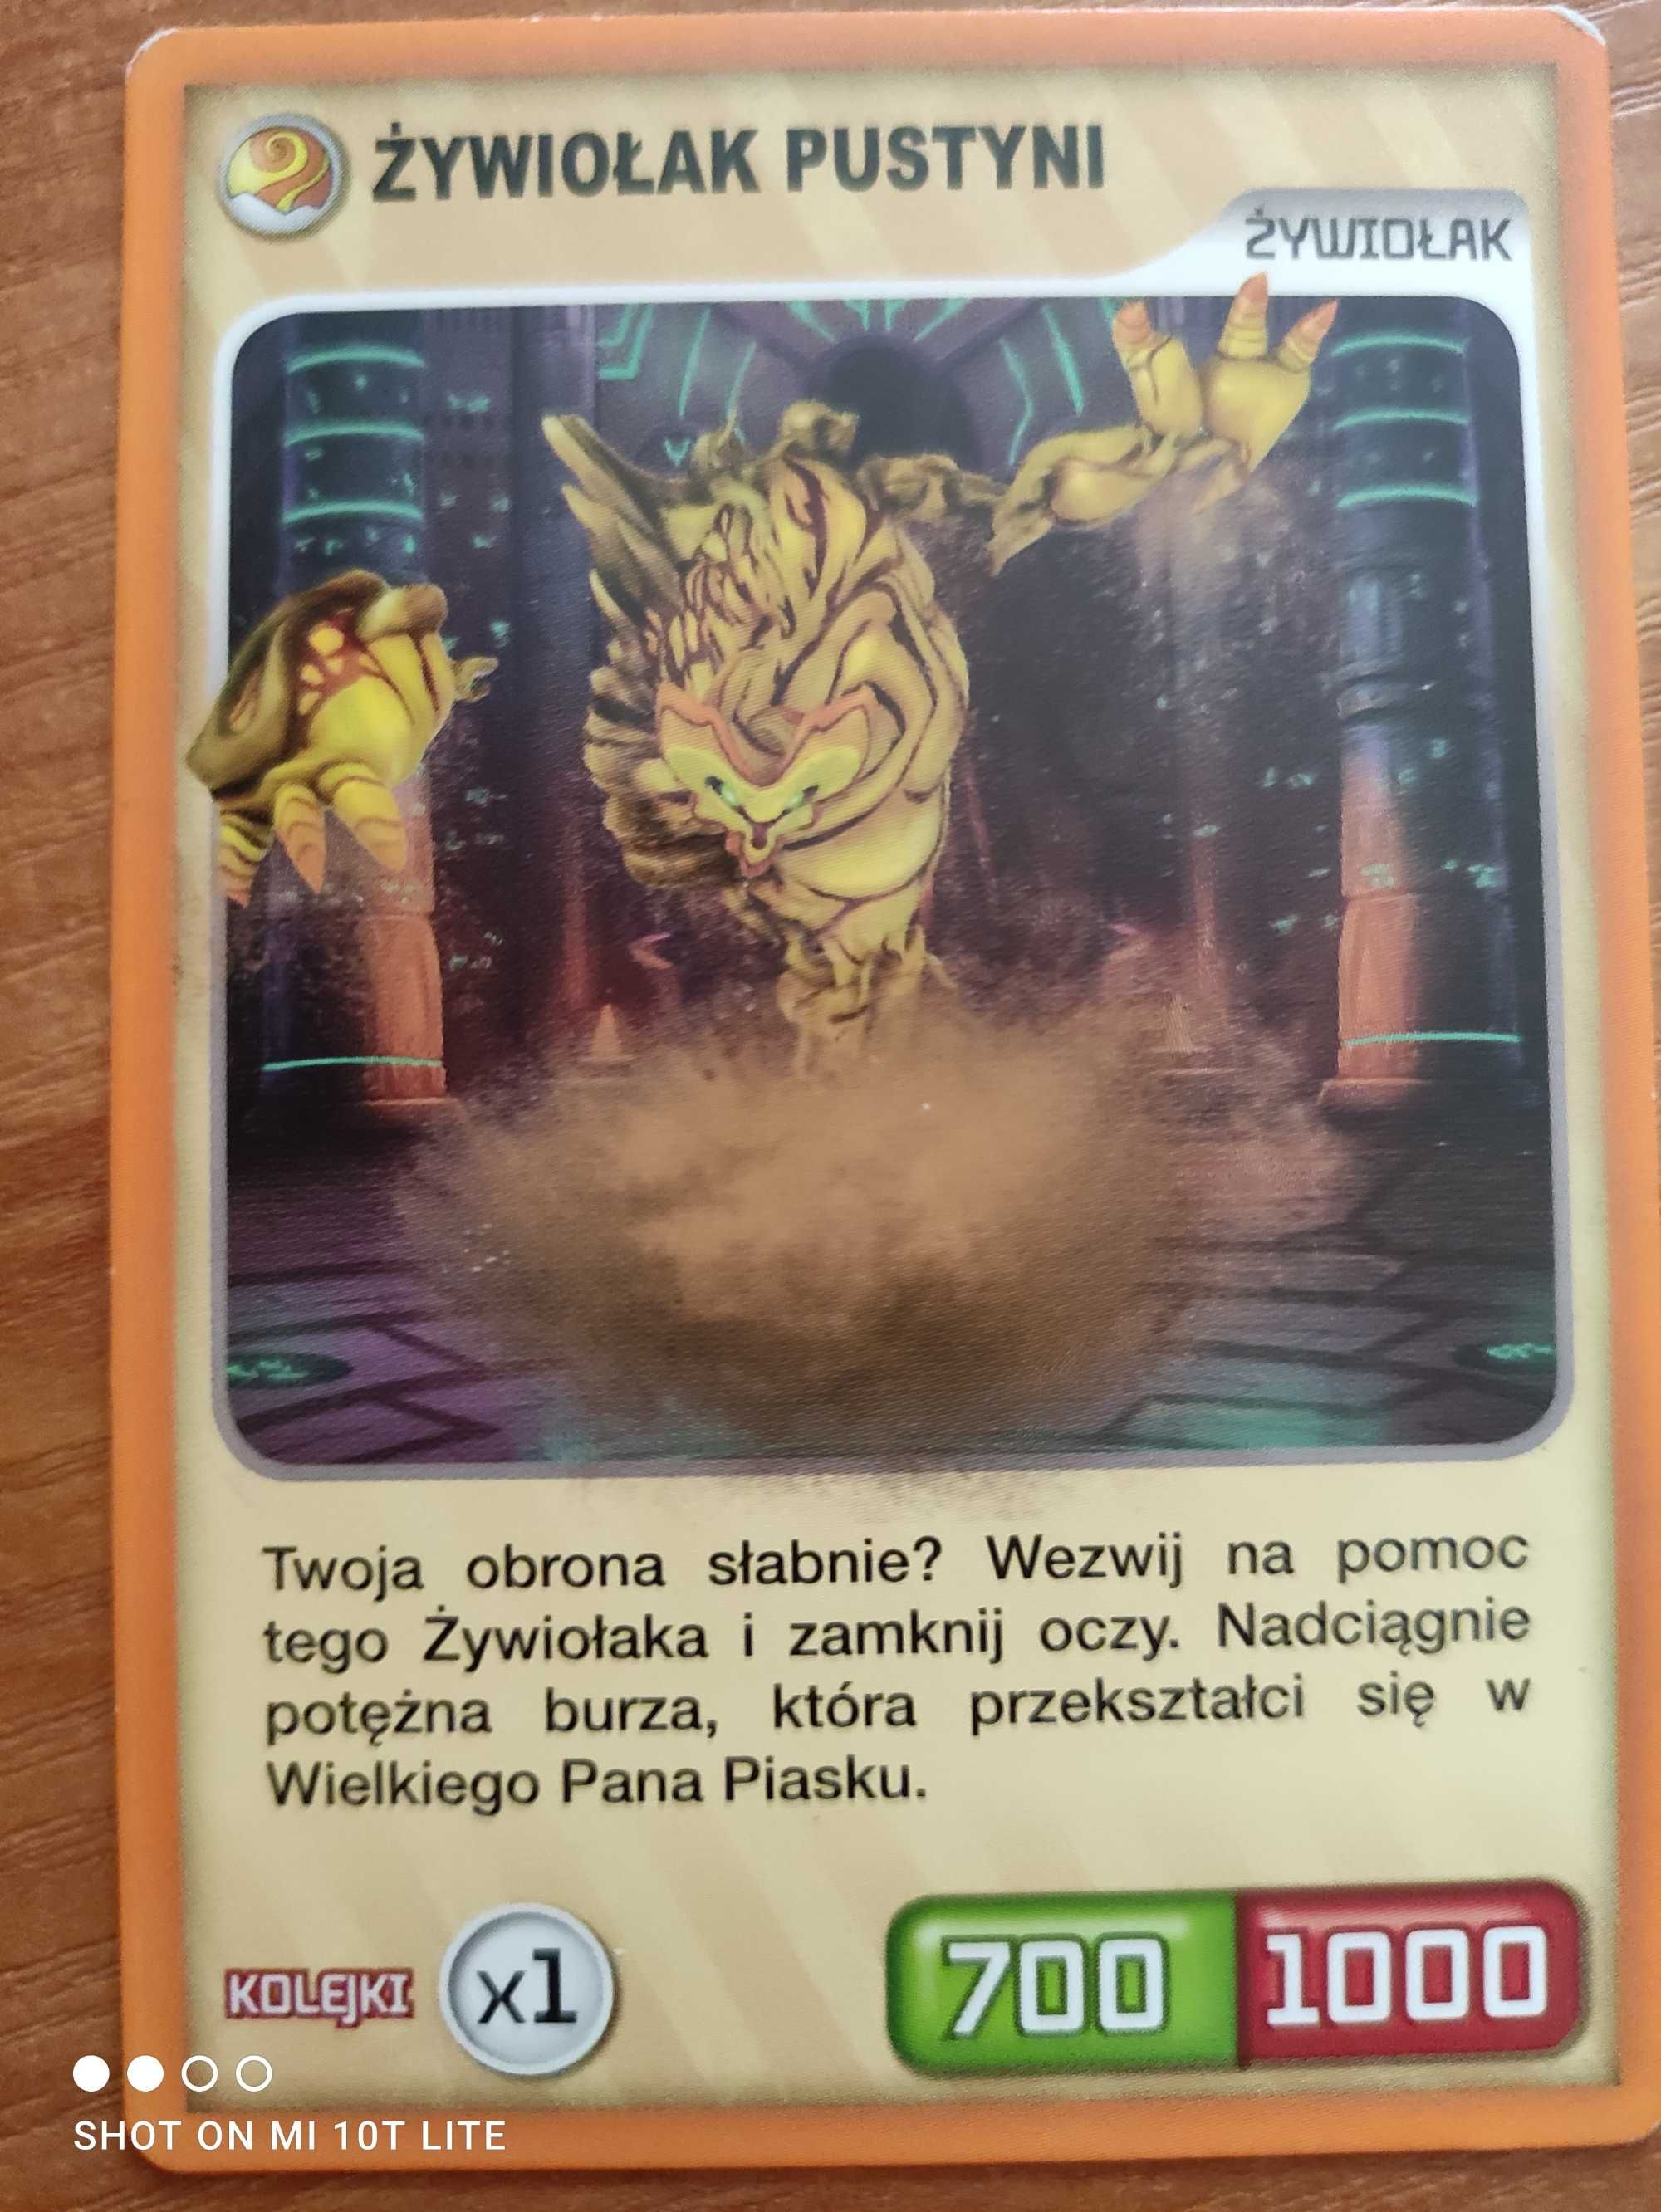 ŻYWIOŁAK PUSTYNI
ŻYWIOŁAK
Twoja obrona słabnie? Wezwij na pomoc
tego Żywiołaka i zamknij oczy. Nadciągnie
potężna burza, która przekształci się w
Wielkiego Pana Piasku.
KOLEJKI x1 700 1000
SHOT ON MI 10T LITE